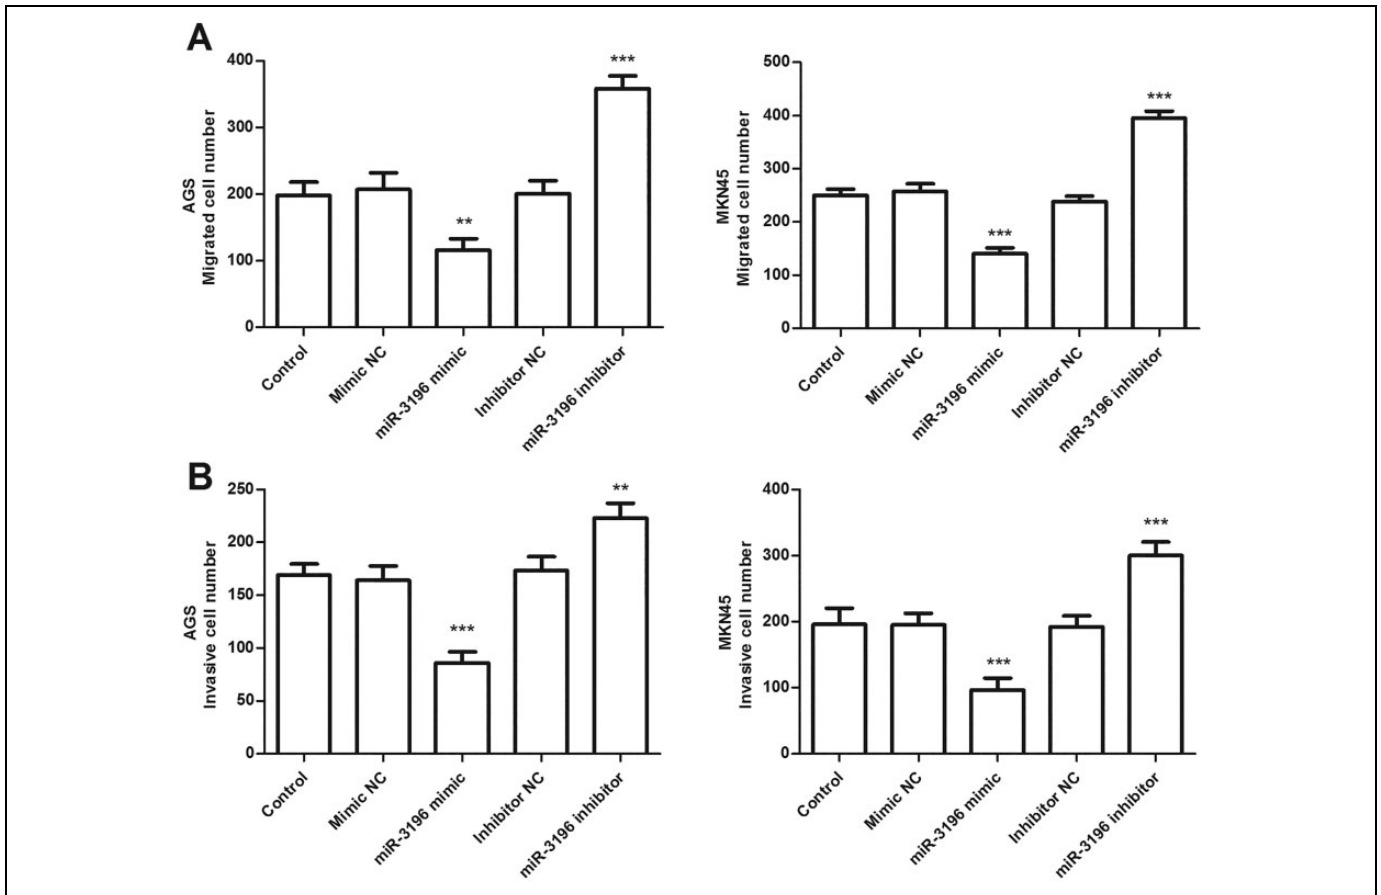 A
400
300
200
100
0
AGS
Migrated cell number
***
**
Control
Mimic NC
miR-3196 mimic
Inhibitor NC
miR-3196 inhibitor
500
400
300
200
100
0
MKN45
Migrated cell number
***
***
Control
Mimic NC
miR-3196 mimic
Inhibitor NC
miR-3196 inhibitor
B
250
200
150
100
50
0
AGS
Invasive cell number
**
***
Control
Mimic NC
miR-3196 mimic
Inhibitor NC
miR-3196 inhibitor
400
300
200
100
0
MKN45
Invasive cell number
***
***
Control
Mimic NC
miR-3196 mimic
Inhibitor NC
miR-3196 inhibitor